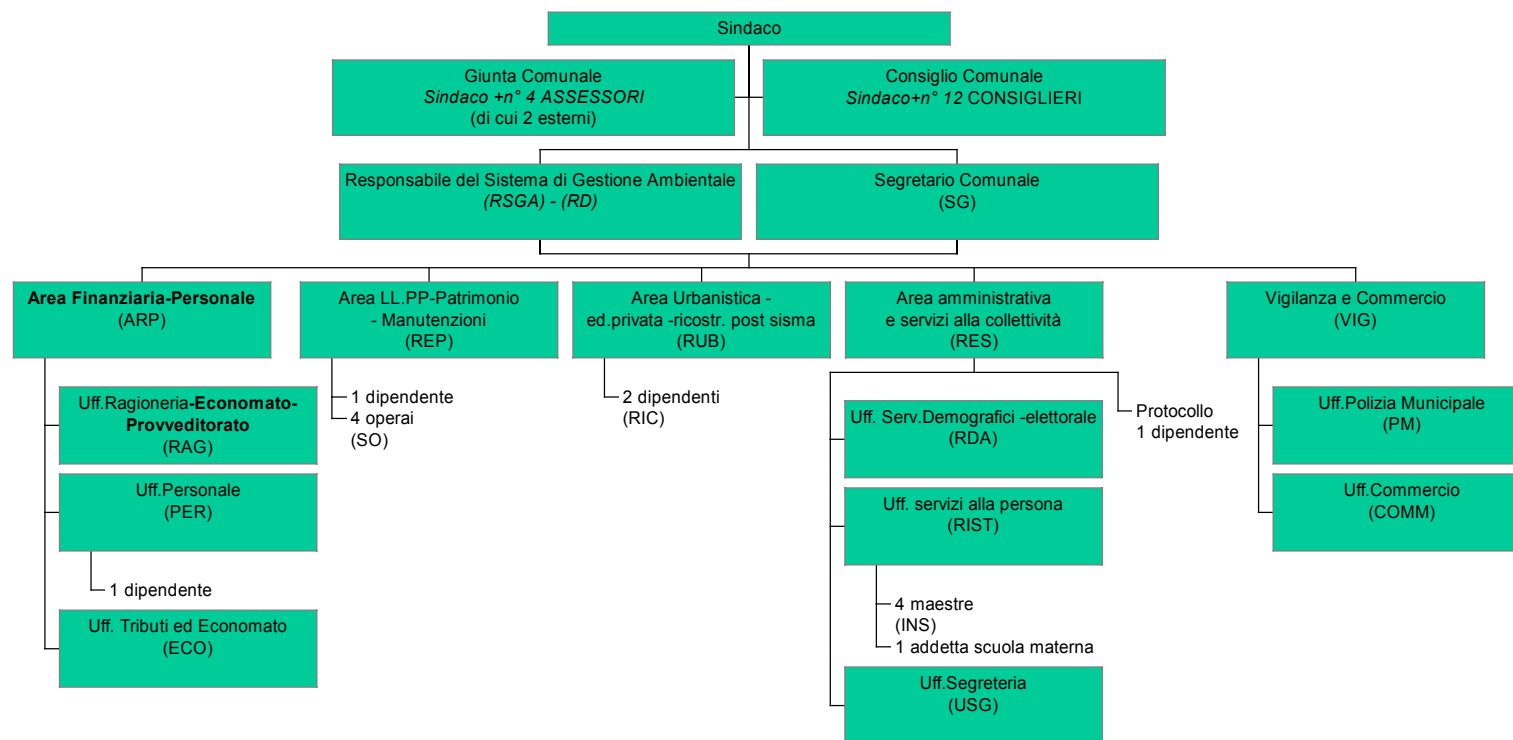 Sindaco
Giunta Comunale
Sindaco +n° 4 ASSESSORI
(di cui 2 esterni)
Consiglio Comunale
Sindaco+n° 12 CONSIGLIERI
Responsabile del Sistema di Gestione Ambientale
(RSGA) - (RD)
Segretario Comunale
(SG)
Area Finanziaria-Personale
(ARP)
Area LL.PP-Patrimonio
- Manutenzioni
(REP)
Area Urbanistica -
ed.privata -ricostr. post sisma
(RUB)
Area amministrativa
e servizi alla collettività
(RES)
Vigilanza e Commercio
(VIG)
Uff.Ragioneria-Economato-
Provveditorato
(RAG)
Uff.Personale
(PER)
1 dipendente
Uff. Tributi ed Economato
(ECO)
1 dipendente
4 operai
(SO)
2 dipendenti
(RIC)
Uff. Serv.Demografici -elettorale
(RDA)
Uff. servizi alla persona
(RIST)
4 maestre
(INS)
1 addetta scuola materna
Uff.Segreteria
(USG)
Protocollo
1 dipendente
Uff.Polizia Municipale
(PM)
Uff.Commercio
(COMM)